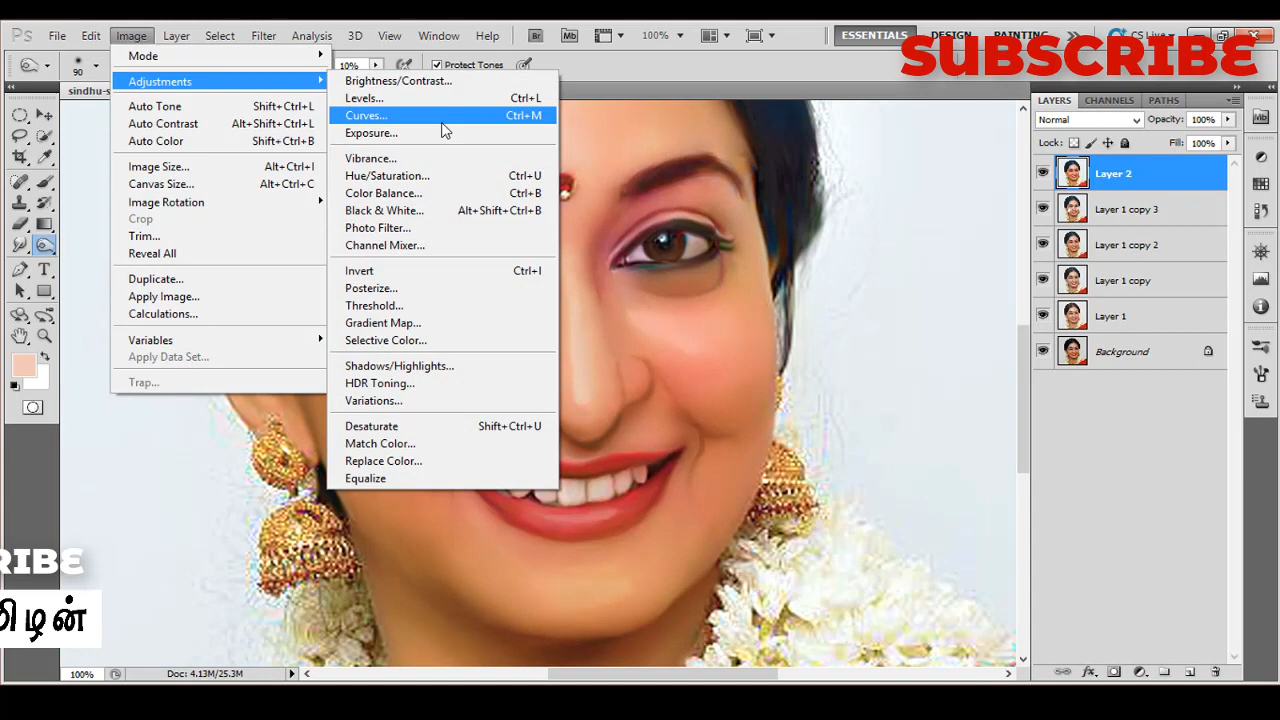 Ps File Edit Image Layer Select Filter Analysis 3D View Window Help Br Mb 100% ESSENTIALS DESIGN PAINTING CS Live
SUBSCRIBE
90 10% Protect Tones
sindhu-s
Mode
Adjustments
Auto Tone Shift+Ctrl+L
Auto Contrast Alt+Shift+Ctrl+L
Auto Color Shift+Ctrl+B
Image Size... Alt+Ctrl+I
Canvas Size... Alt+Ctrl+C
Image Rotation
Crop
Trim...
Reveal All
Duplicate...
Apply Image...
Calculations...
Variables
Apply Data Set...
Trap...
Brightness/Contrast...
Levels... Ctrl+L
Curves... Ctrl+M
Exposure...
Vibrance...
Hue/Saturation... Ctrl+U
Color Balance... Ctrl+B
Black & White... Alt+Shift+Ctrl+B
Photo Filter...
Channel Mixer...
Invert Ctrl+I
Posterize...
Threshold...
Gradient Map...
Selective Color...
Shadows/Highlights...
HDR Toning...
Variations...
Desaturate Shift+Ctrl+U
Match Color...
Replace Color...
Equalize
LAYERS CHANNELS PATHS
Normal Opacity: 100%
Lock: Fill: 100%
Layer 2
Layer 1 copy 3
Layer 1 copy 2
Layer 1 copy
Layer 1
Background
RIBE
மிழன்
100% Doc: 4.13M/25.3M